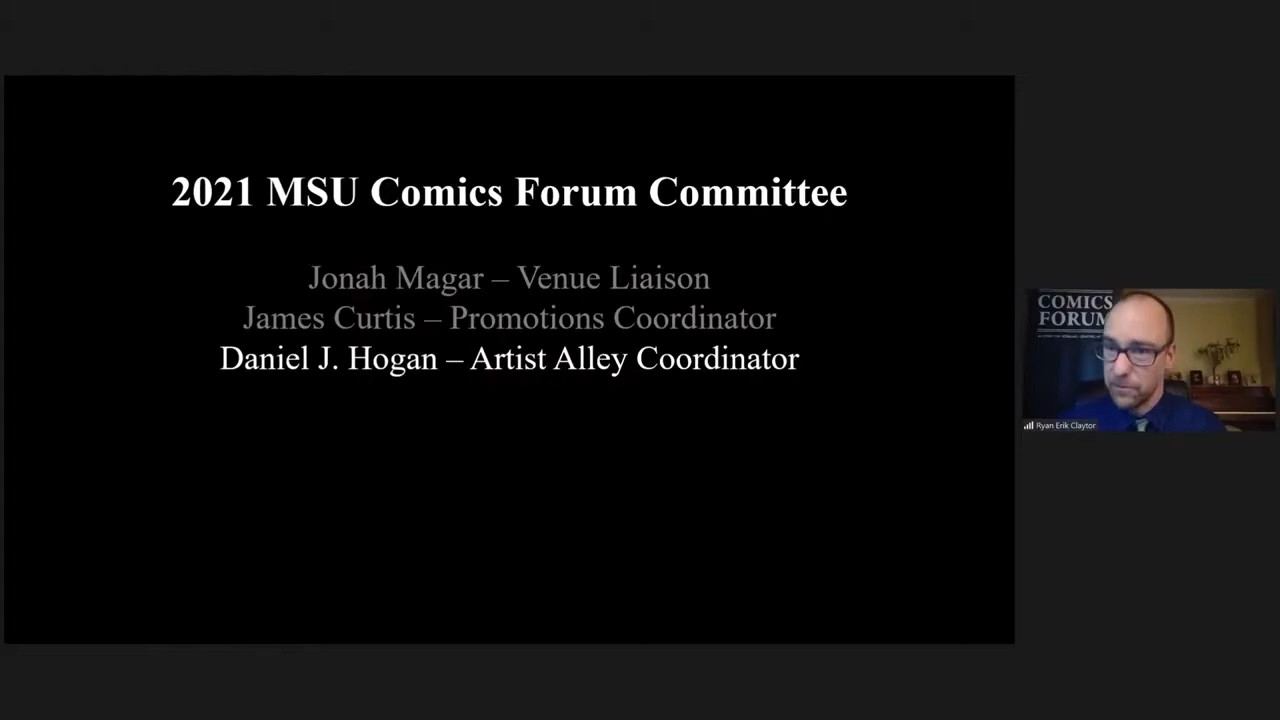 2021 MSU Comics Forum Committee
Jonah Magar – Venue Liaison
James Curtis – Promotions Coordinator
Daniel J. Hogan – Artist Alley Coordinator
COMICS
FORUM
Ryan Erik Claytor